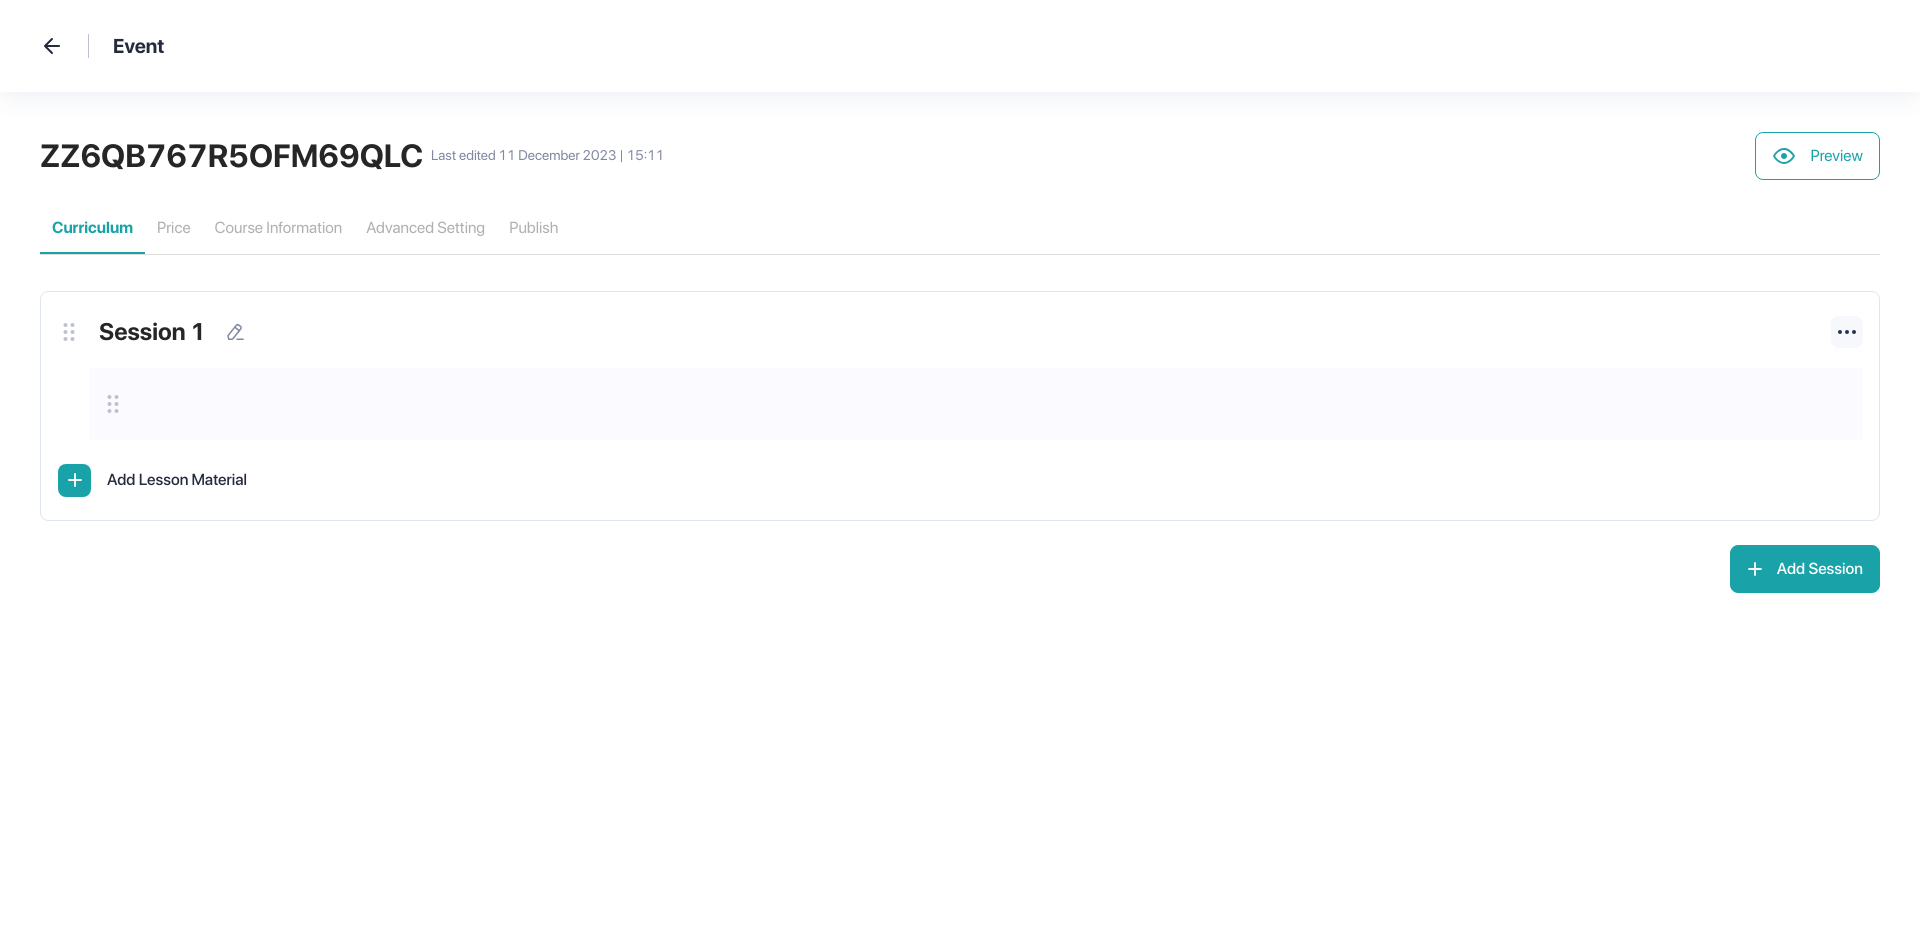 Event
ZZ6QB767R5OFM69QLC Last edited 11 December 2023 | 15:11
Preview
Curriculum Price Course Information Advanced Setting Publish
Session 1
Add Lesson Material
Add Session